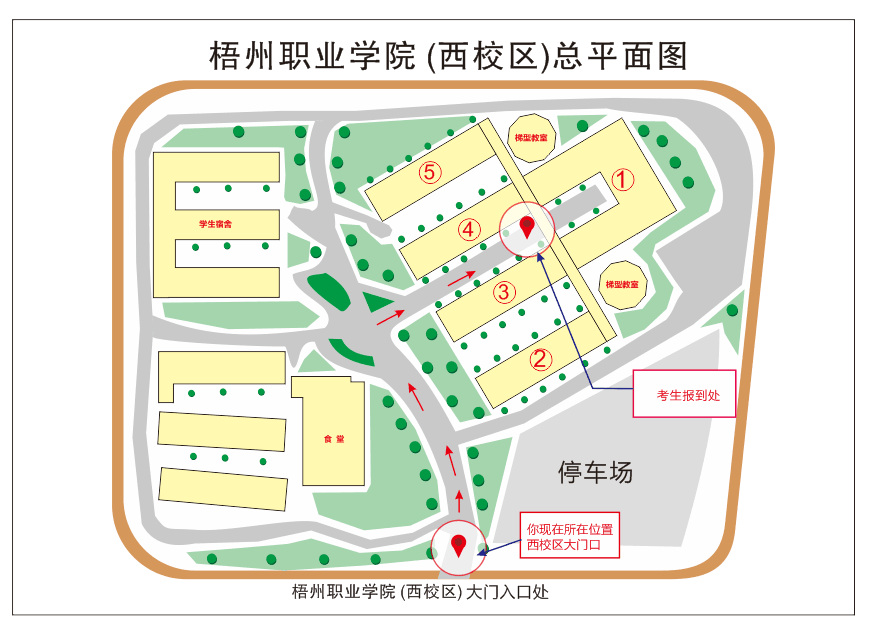 梧州职业学院 (西校区)总平面图
梯型教室
⑤
①
学生宿舍
④
梯型教室
③
②
考生报到处
食 堂
停车场
你现在所在位置
西校区大门口
梧州职业学院 (西校区) 大门入口处